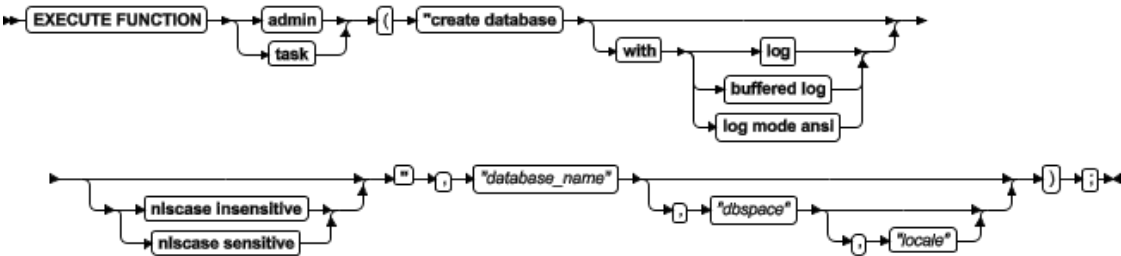 EXECUTE FUNCTION admin ( "create database
task with log
buffered log
log mode ansi
" , "database_name" ) ;
nlscase insensitive , "dbspace"
nlscase sensitive , "locale"